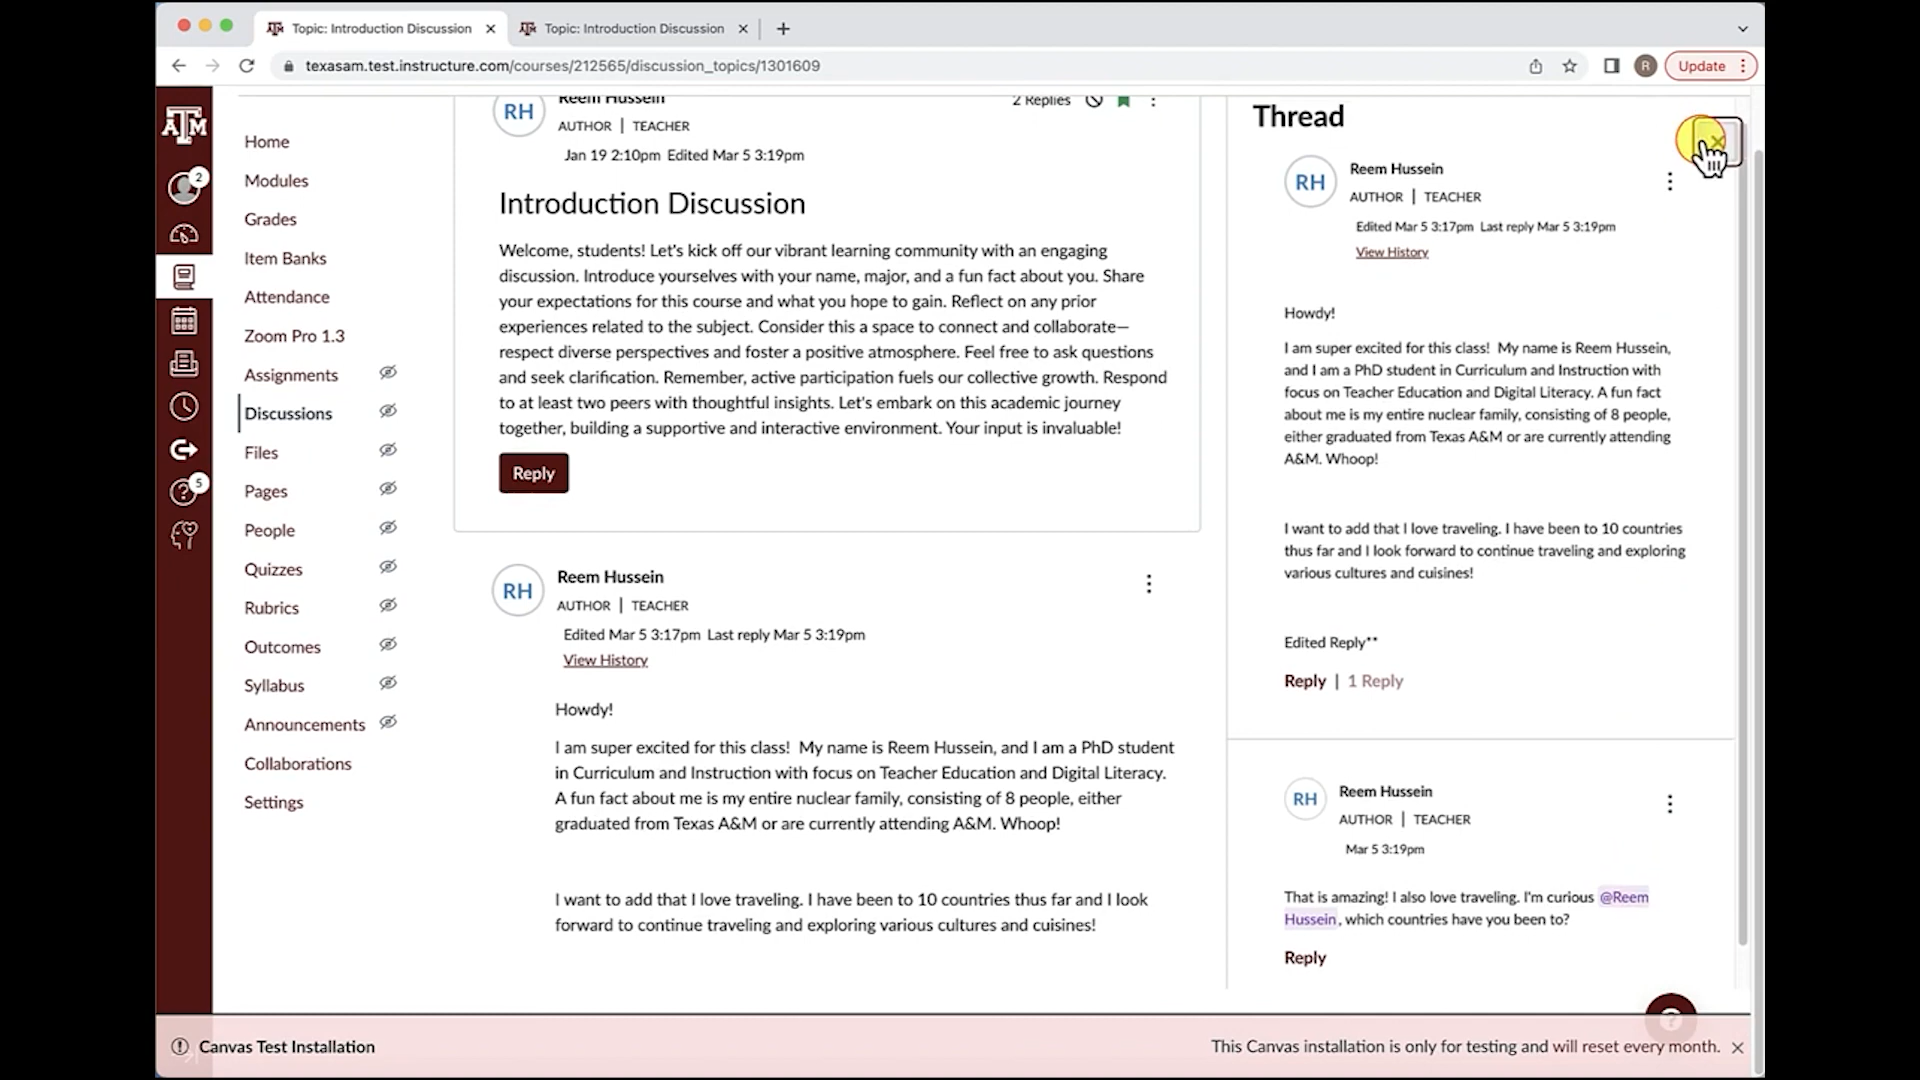 Topic: Introduction Discussion
Topic: Introduction Discussion
texasam.test.instructure.com/courses/212565/discussion_topics/1301609
R
Update
ATM
2
5
Home
Modules
Grades
Item Banks
Attendance
Zoom Pro 1.3
Assignments
Discussions
Files
Pages
People
Quizzes
Rubrics
Outcomes
Syllabus
Announcements
Collaborations
Settings
RH
Reem Hussein
2 Replies
AUTHOR | TEACHER
Jan 19 2:10pm Edited Mar 5 3:19pm
Introduction Discussion
Welcome, students! Let's kick off our vibrant learning community with an engaging
discussion. Introduce yourselves with your name, major, and a fun fact about you. Share
your expectations for this course and what you hope to gain. Reflect on any prior
experiences related to the subject. Consider this a space to connect and collaborate—
respect diverse perspectives and foster a positive atmosphere. Feel free to ask questions
and seek clarification. Remember, active participation fuels our collective growth. Respond
to at least two peers with thoughtful insights. Let's embark on this academic journey
together, building a supportive and interactive environment. Your input is invaluable!
Reply
RH
Reem Hussein
AUTHOR | TEACHER
Edited Mar 5 3:17pm Last reply Mar 5 3:19pm
View History
Howdy!
I am super excited for this class! My name is Reem Hussein, and I am a PhD student
in Curriculum and Instruction with focus on Teacher Education and Digital Literacy.
A fun fact about me is my entire nuclear family, consisting of 8 people, either
graduated from Texas A&M or are currently attending A&M. Whoop!
I want to add that I love traveling. I have been to 10 countries thus far and I look
forward to continue traveling and exploring various cultures and cuisines!
Thread
RH
Reem Hussein
AUTHOR | TEACHER
Edited Mar 5 3:17pm Last reply Mar 5 3:19pm
View History
Howdy!
I am super excited for this class! My name is Reem Hussein,
and I am a PhD student in Curriculum and Instruction with
focus on Teacher Education and Digital Literacy. A fun fact
about me is my entire nuclear family, consisting of 8 people,
either graduated from Texas A&M or are currently attending
A&M. Whoop!
I want to add that I love traveling. I have been to 10 countries
thus far and I look forward to continue traveling and exploring
various cultures and cuisines!
Edited Reply**
Reply | 1 Reply
RH
Reem Hussein
AUTHOR | TEACHER
Mar 5 3:19pm
That is amazing! I also love traveling. I'm curious @Reem
Hussein, which countries have you been to?
Reply
Canvas Test Installation
This Canvas installation is only for testing and will reset every month.